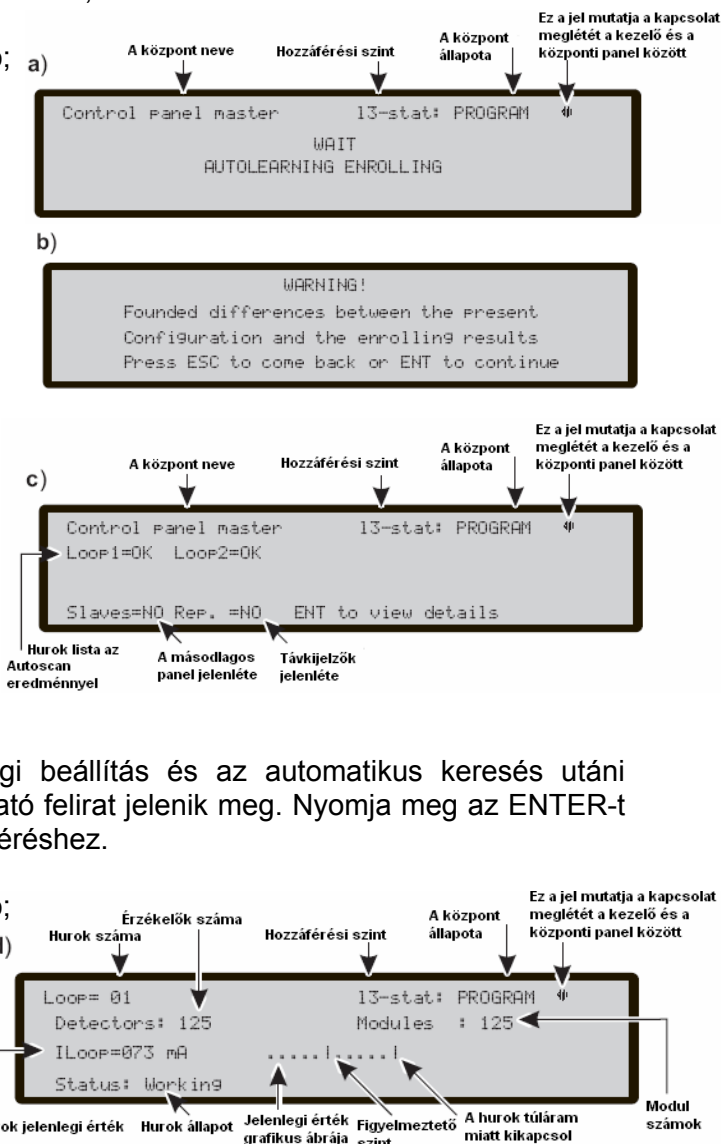 Ez a jel mutatja a kapcsolat
meglétét a kezelő és a
központi panel között
A központ neve
Hozzáférési szint
A központ
állapota
a)
Control panel master l3-stat: PROGRAM
WAIT
AUTOLEARNING ENROLLING
b)
WARNING!
Founded differences between the present
Configuration and the enrolling results
Press ESC to come back or ENT to continue
Ez a jel mutatja a kapcsolat
meglétét a kezelő és a
központi panel között
A központ neve
Hozzáférési szint
A központ
állapota
c)
Control panel master l3-stat: PROGRAM
Loop1=OK Loop2=OK
Slaves=NO Rep. =NO ENT to view details
Hurok lista az
Autoscan
eredménnyel
A másodlagos
panel jelenléte
Távkijelzők
jelenléte
gi beállítás és az automatikus keresés utáni
ató felirat jelenik meg. Nyomja meg az ENTER-t
éréshez.
Ez a jel mutatja a kapcsolat
meglétét a kezelő és a
központi panel között
Hurok száma
Érzékelők száma
Hozzáférési szint
A központ
állapota
)
Loop= 01 l3-stat: PROGRAM
Detectors: 125 Modules : 125
ILoop=073 mA .....|.....|
Status: Working
ok jelenlegi érték
Hurok állapot
Jelenlegi érték
grafikus ábrája
Figyelmeztető
szint
A hurok túláram
miatt kikapcsol
Modul
számok